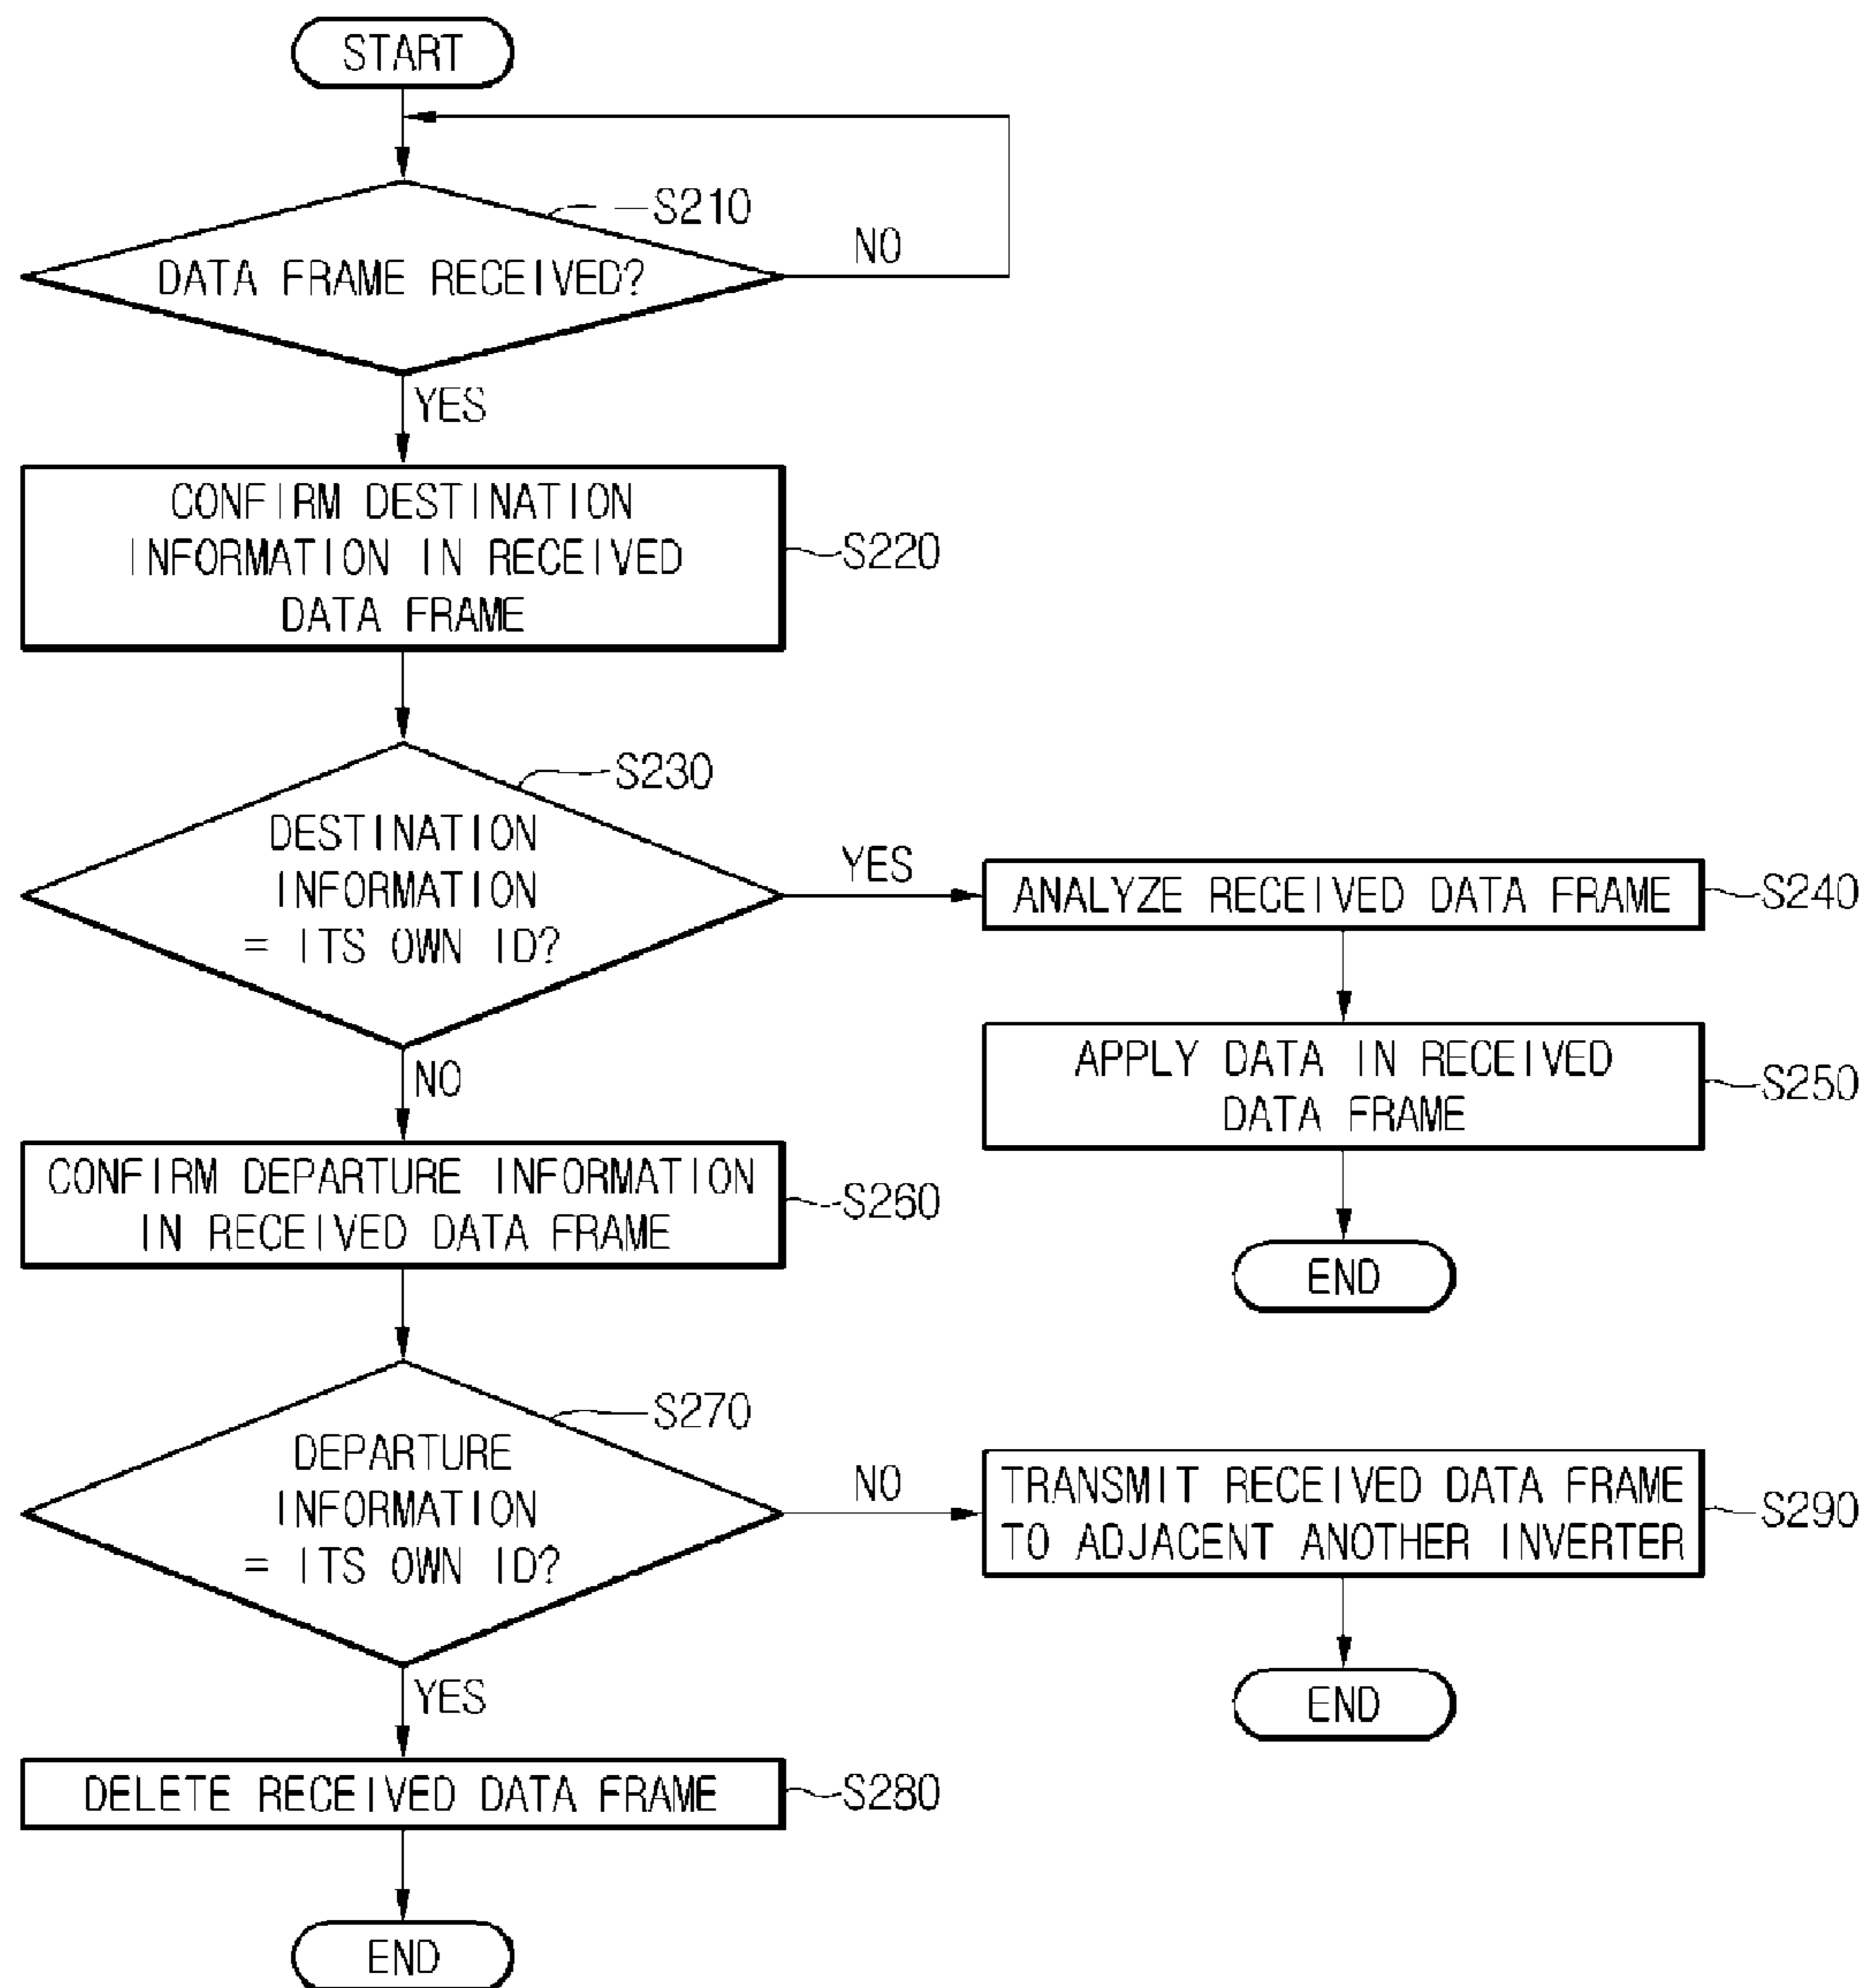 START
S210
DATA FRAME RECEIVED?
NO
YES
CONFIRM DESTINATION
INFORMATION IN RECEIVED
DATA FRAME
S220
S230
DESTINATION
INFORMATION
= ITS OWN ID?
YES
ANALYZE RECEIVED DATA FRAME
S240
APPLY DATA IN RECEIVED
DATA FRAME
S250
END
NO
CONFIRM DEPARTURE INFORMATION
IN RECEIVED DATA FRAME
S260
S270
DEPARTURE
INFORMATION
= ITS OWN ID?
NO
TRANSMIT RECEIVED DATA FRAME
TO ADJACENT ANOTHER INVERTER
S290
END
YES
DELETE RECEIVED DATA FRAME
S280
END